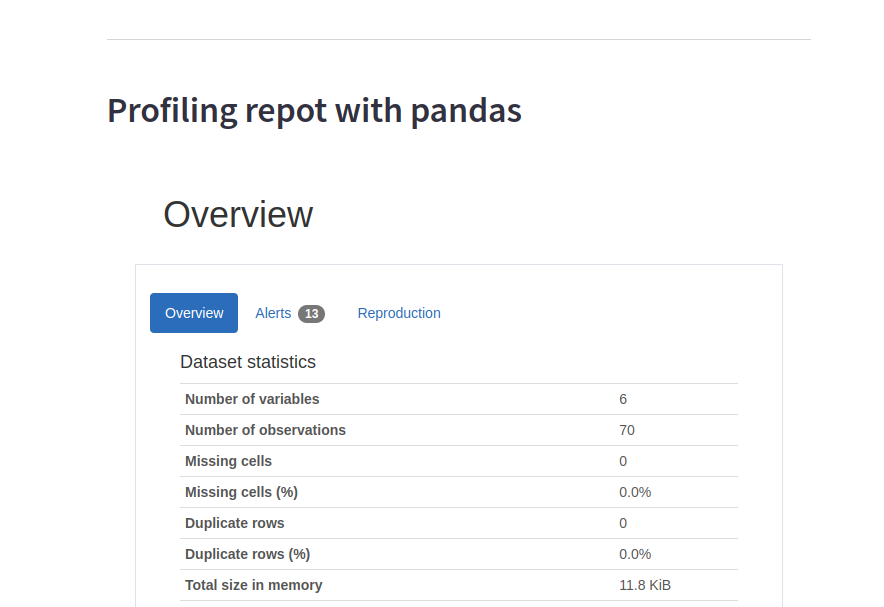 Profiling repot with pandas
Overview
Overview Alerts 13 Reproduction
Dataset statistics
Number of variables 6
Number of observations 70
Missing cells 0
Missing cells (%) 0.0%
Duplicate rows 0
Duplicate rows (%) 0.0%
Total size in memory 11.8 KiB